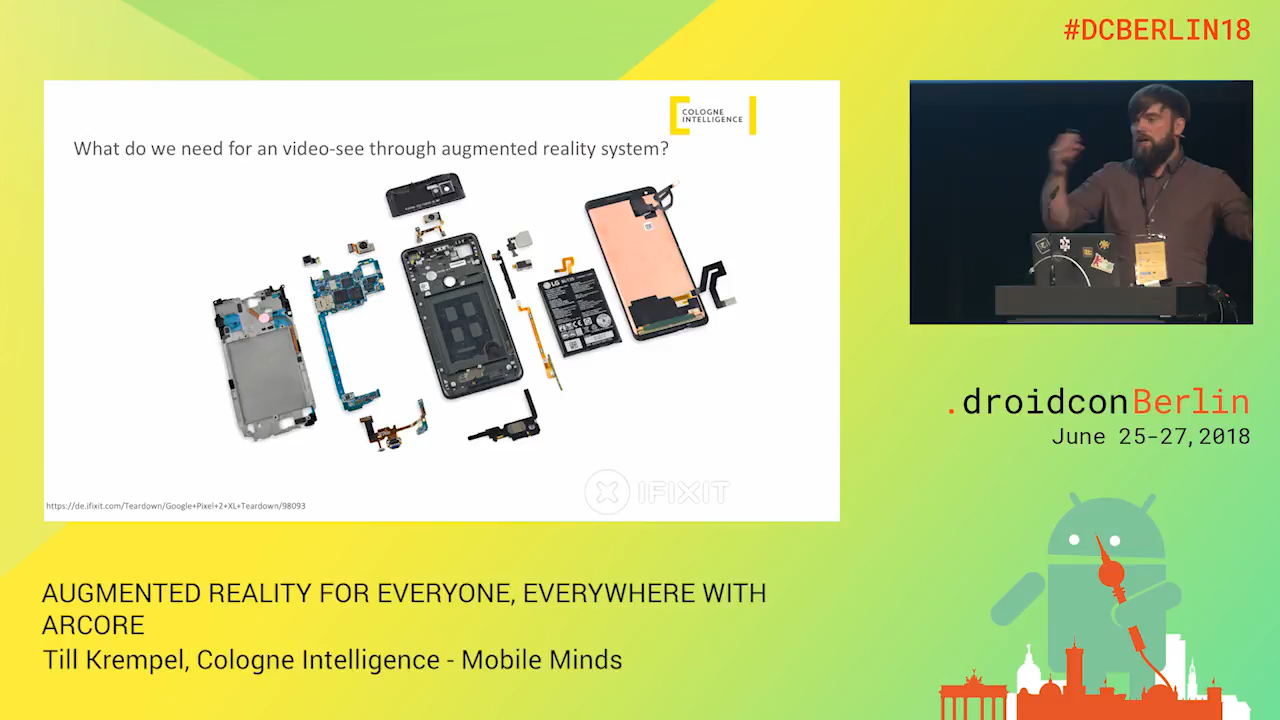 #DCBERLIN18
COLOGNE
INTELLIGENCE
What do we need for an video-see through augmented reality system?
LG
IFIXIT
https://de.ifixit.com/Teardown/Google+Pixel+2+XL+Teardown/98093
.droidconBerlin
June 25-27,2018
AUGMENTED REALITY FOR EVERYONE, EVERYWHERE WITH
ARCORE
Till Krempel, Cologne Intelligence - Mobile Minds